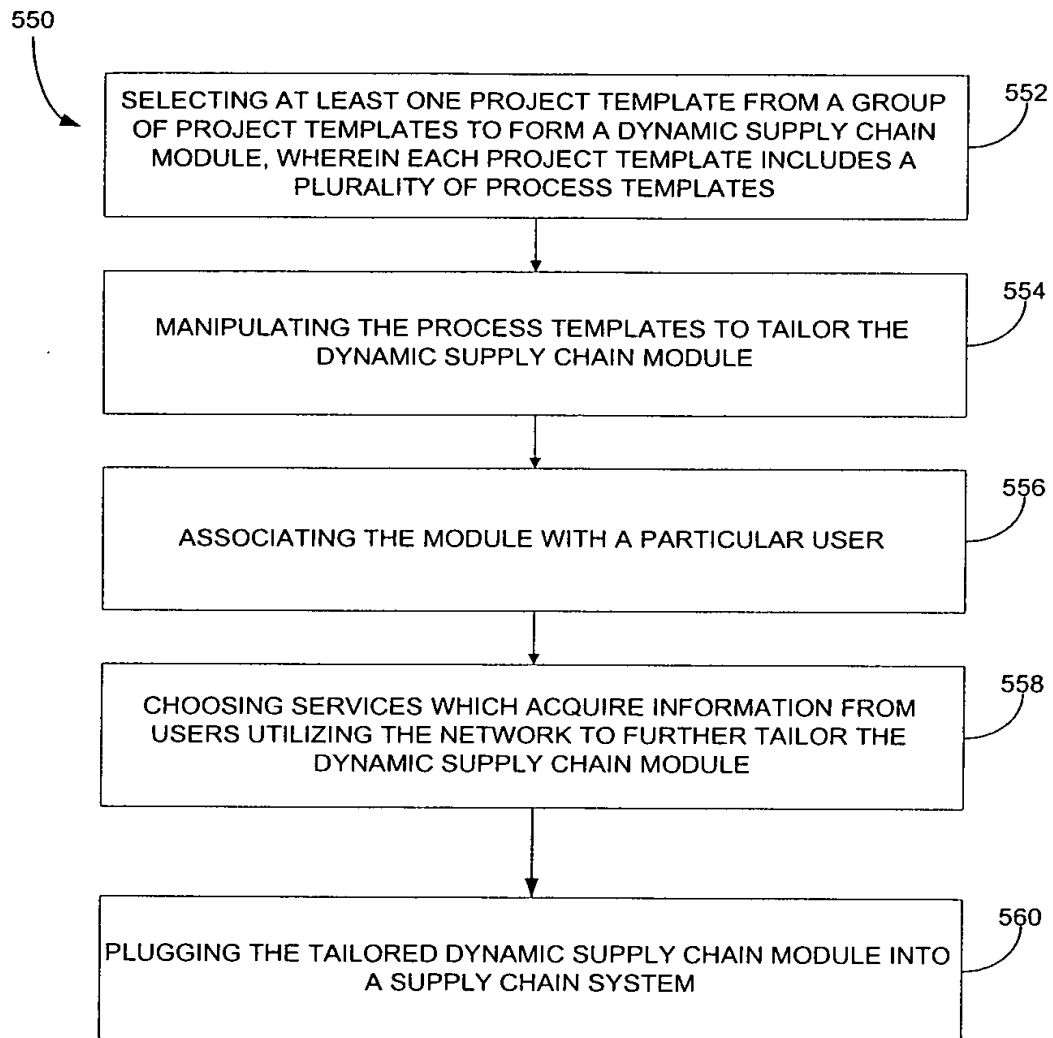 550
SELECTING AT LEAST ONE PROJECT TEMPLATE FROM A GROUP
OF PROJECT TEMPLATES TO FORM A DYNAMIC SUPPLY CHAIN
MODULE, WHEREIN EACH PROJECT TEMPLATE INCLUDES A
PLURALITY OF PROCESS TEMPLATES
552
MANIPULATING THE PROCESS TEMPLATES TO TAILOR THE
DYNAMIC SUPPLY CHAIN MODULE
554
ASSOCIATING THE MODULE WITH A PARTICULAR USER
556
CHOOSING SERVICES WHICH ACQUIRE INFORMATION FROM
USERS UTILIZING THE NETWORK TO FURTHER TAILOR THE
DYNAMIC SUPPLY CHAIN MODULE
558
PLUGGING THE TAILORED DYNAMIC SUPPLY CHAIN MODULE INTO
A SUPPLY CHAIN SYSTEM
560